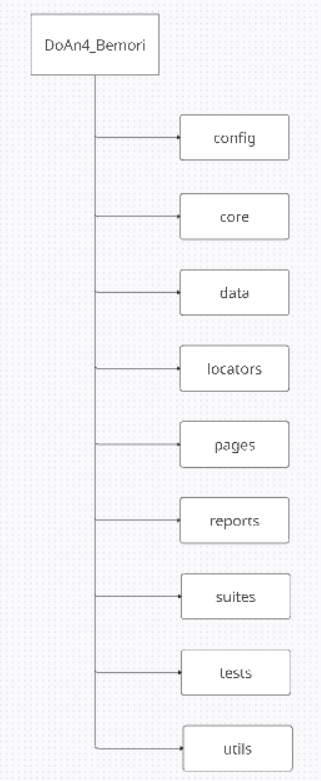 DoAn4_Bemori
config
core
data
locators
pages
reports
suites
tests
utils